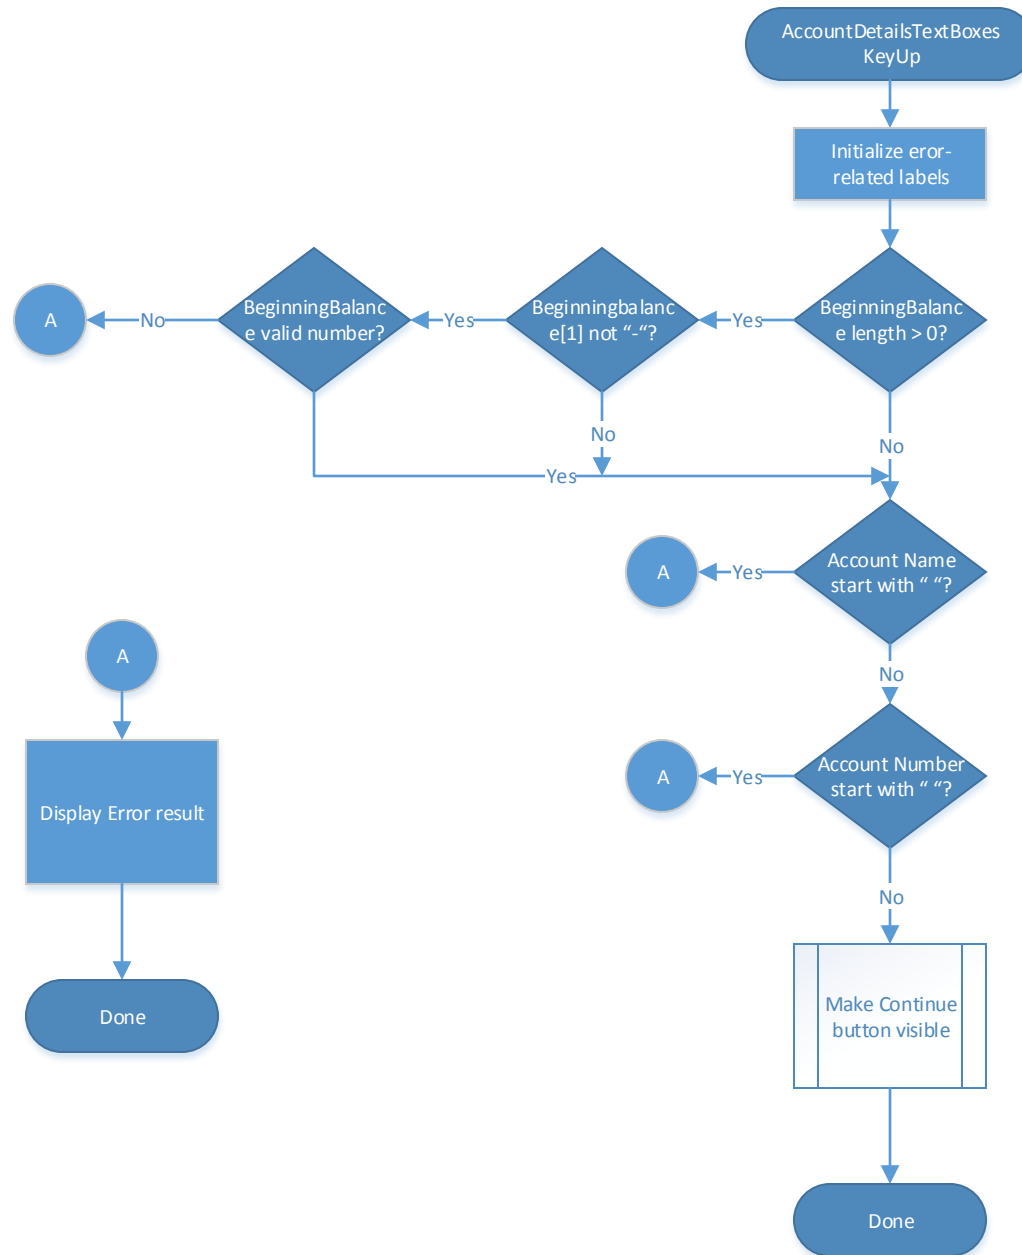 AccountDetailsTextBoxes
KeyUp
Initialize eror-
related labels
A
No
BeginningBalanc
e valid number?
Yes
Beginningbalanc
e[1] not “-“?
Yes
BeginningBalanc
e length > 0?
No
No
Yes
A
Yes
Account Name
start with “ “?
A
No
A
Yes
Account Number
start with “ “?
Display Error result
No
Make Continue
button visible
Done
Done